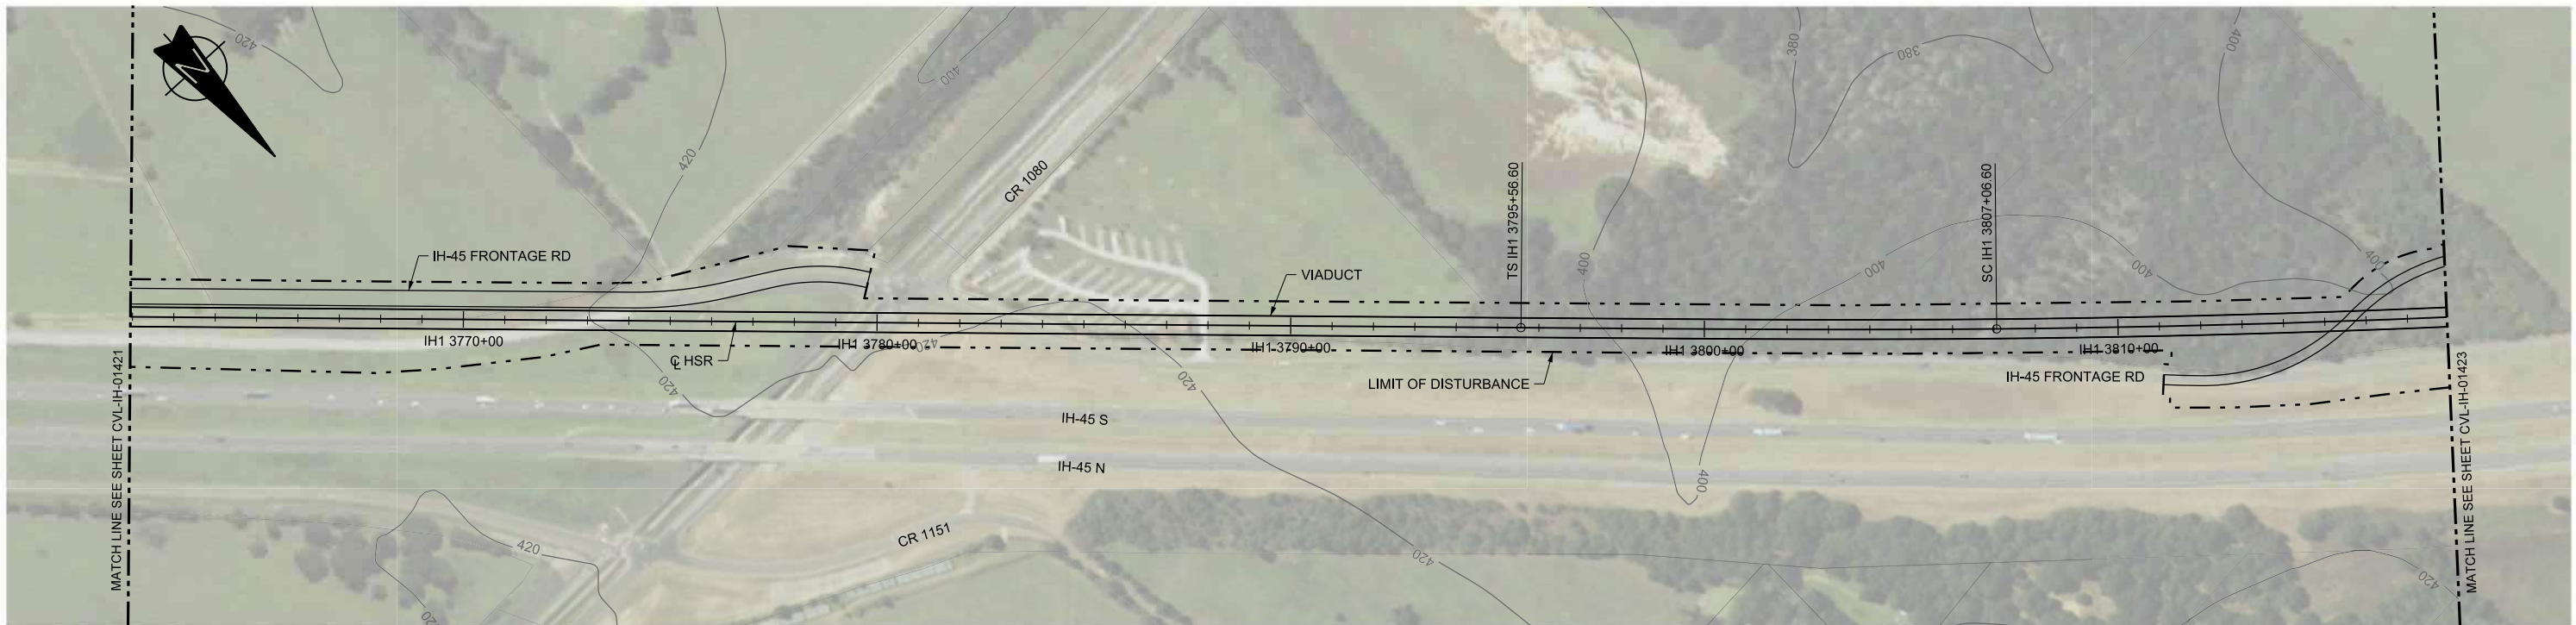 420
400
380
380
400
420
CR 1080
TS IH1 3795+56.60
SC IH1 3807+06.60
IH-45 FRONTAGE RD
VIADUCT
400
400
400
400
MATCH LINE SEE SHEET CVL-IH-01421
IH1 3770+00
℄ HSR
IH1 3780+00
420
IH1 3790+00
IH1 3800+00
IH1 3810+00
420
420
LIMIT OF DISTURBANCE
IH-45 FRONTAGE RD
MATCH LINE SEE SHEET CVL-IH-01423
IH-45 S
IH-45 N
400
CR 1151
420
420
420
420